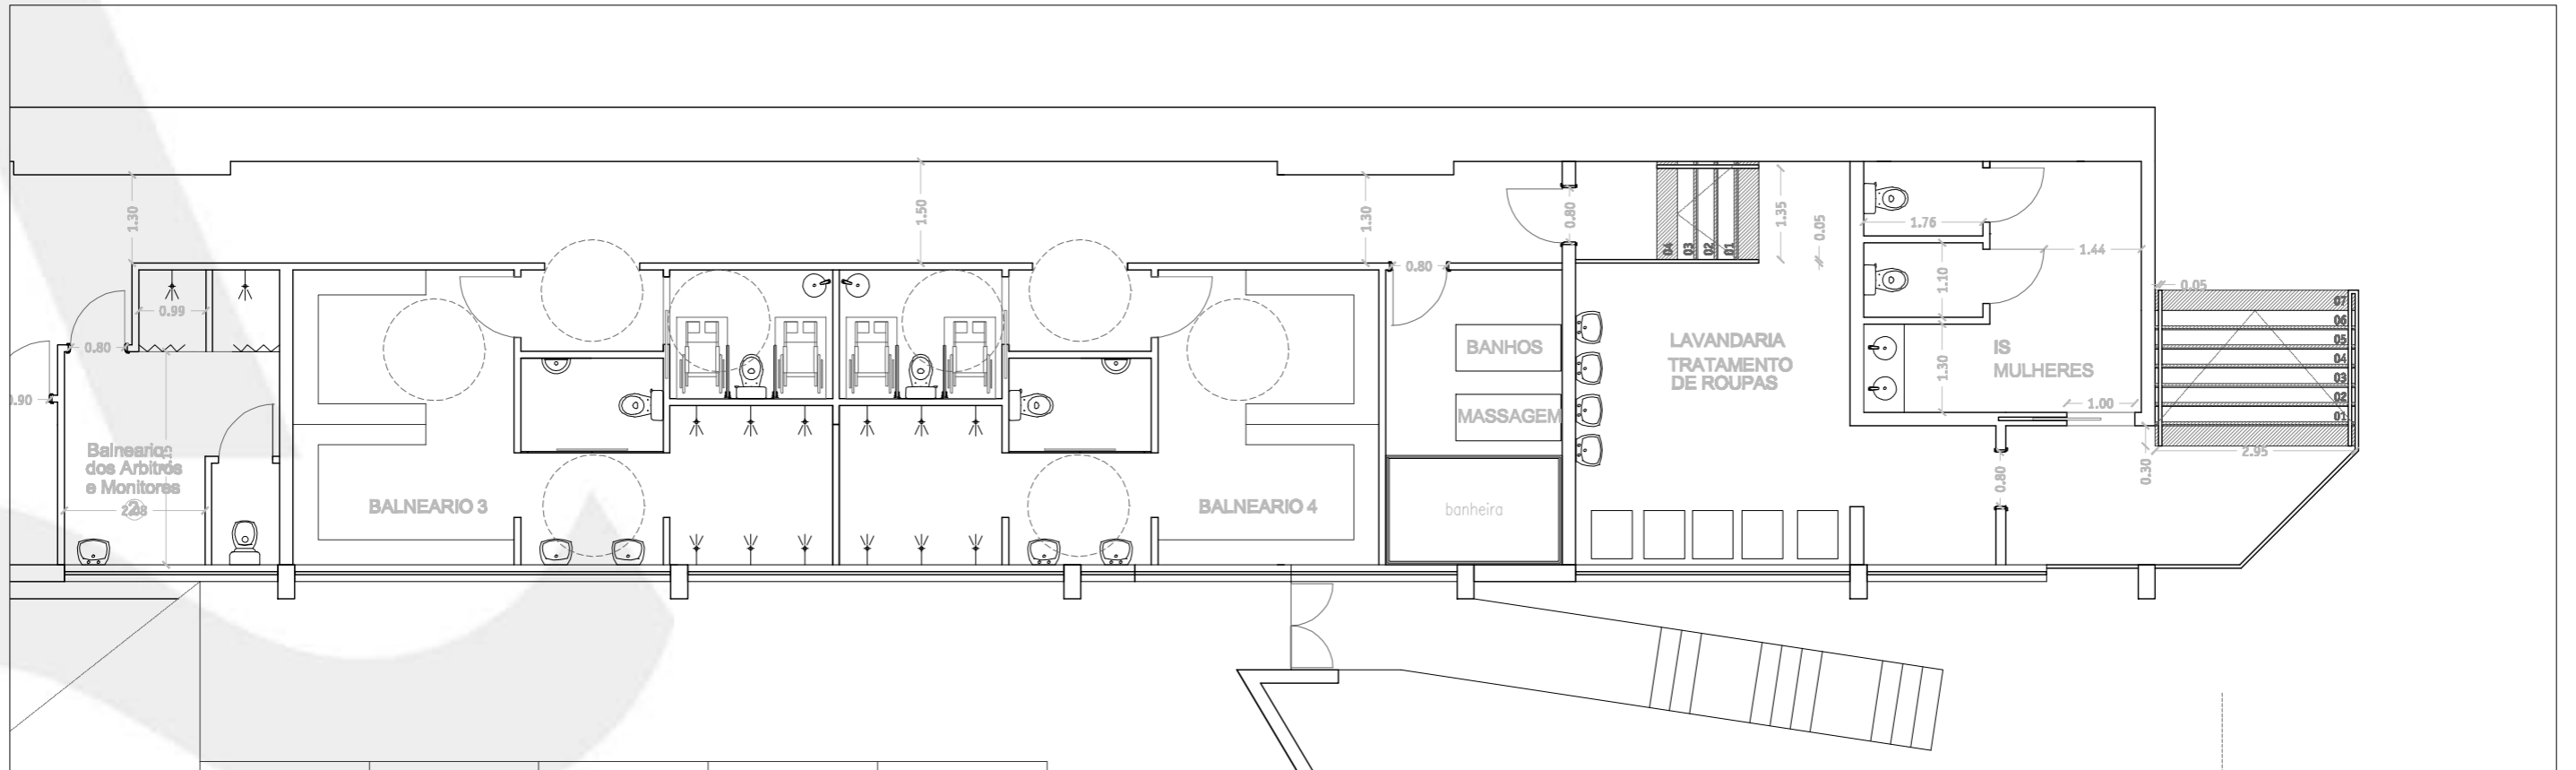 1.30
1.50
1.30
0.80
1.35
0.05
1.76
1.44
04
03
02
01
0.80
1.10
0.05
0.99
07
06
05
04
03
02
01
0.80
BANHOS
LAVANDARIA
TRATAMENTO
DE ROUPAS
IS
MULHERES
1.30
0.90
MASSAGEM
1.00
2.95
0.30
Balneario
dos Arbitros
e Monitores
2
2.08
BALNEARIO 3
BALNEARIO 4
banheira
0.80